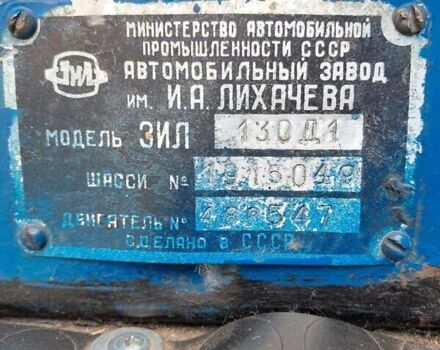 МИНИСТЕРСТВО АВТОМОБИЛЬНОЙ
ПРОМЫШЛЕННОСТИ СССР
ЗИЛ
АВТОМОБИЛЬНЫЙ ЗАВОД
ИМ. И.А. ЛИХАЧЕВА
МОДЕЛЬ ЗИЛ 130Д1
ШАССИ №
ДВИГАТЕЛЬ №
СДЕЛАНО В СССР